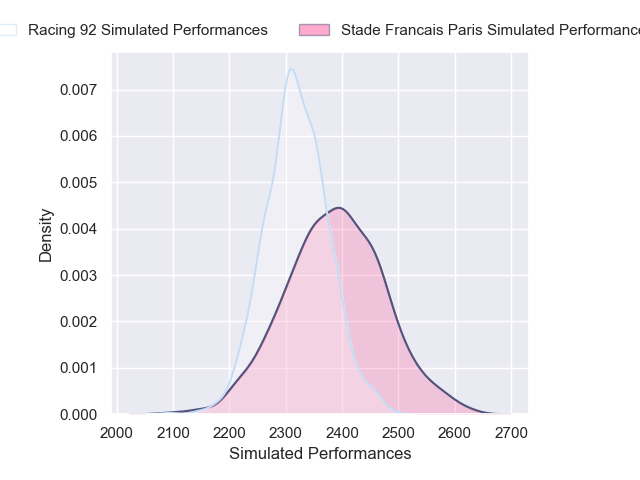 Racing 92 Simulated Performances Stade Francais Paris Simulated Performance
0.007
0.006
0.005
0.004
0.003
0.002
0.001
0.000
Density
2000 2100 2200 2300 2400 2500 2600 2700
Simulated Performances